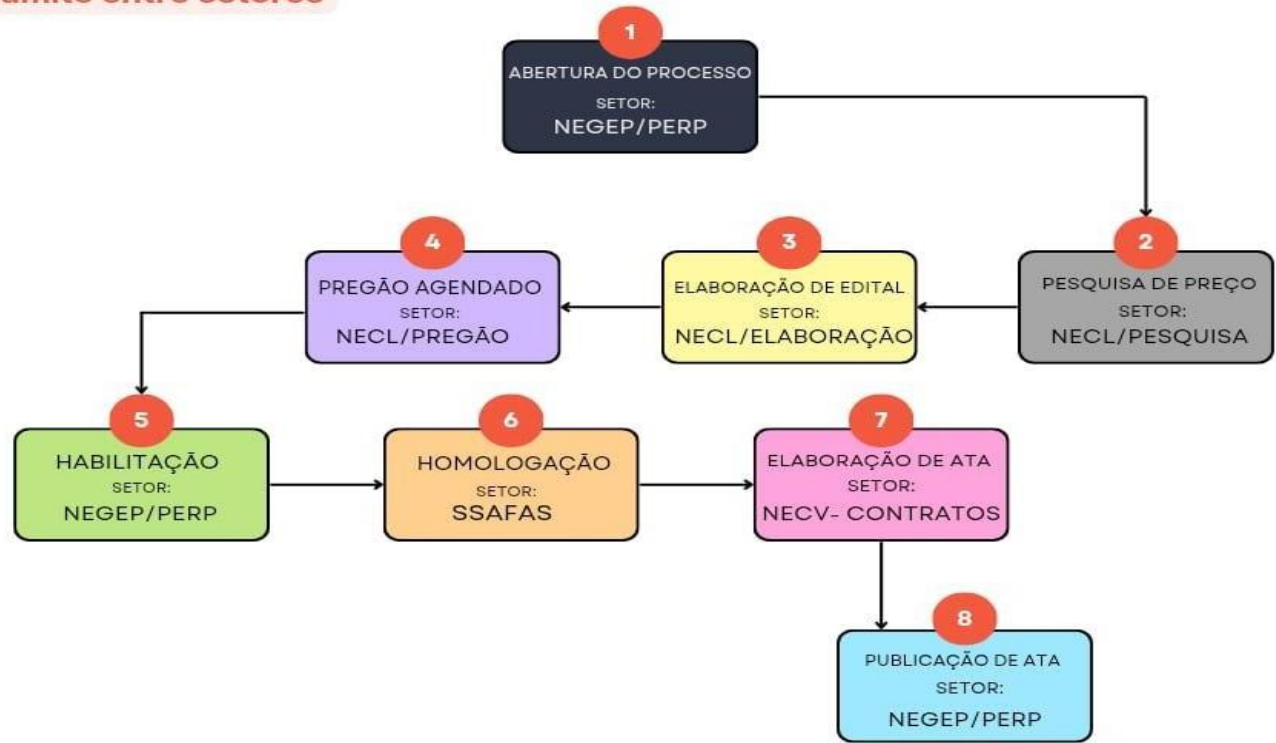 entre setores
1
ABERTURA DO PROCESSO
SETOR:
NEGEP/PERP
2
PESQUISA DE PREÇO
SETOR:
NECL/PESQUISA
3
ELABORAÇÃO DE EDITAL
SETOR:
NECL/ELABORAÇÃO
4
PREGÃO AGENDADO
SETOR:
NECL/PREGÃO
5
HABILITAÇÃO
SETOR:
NEGEP/PERP
6
HOMOLOGAÇÃO
SETOR:
SSAFAS
7
ELABORAÇÃO DE ATA
SETOR:
NECV- CONTRATOS
8
PUBLICAÇÃO DE ATA
SETOR:
NEGEP/PERP